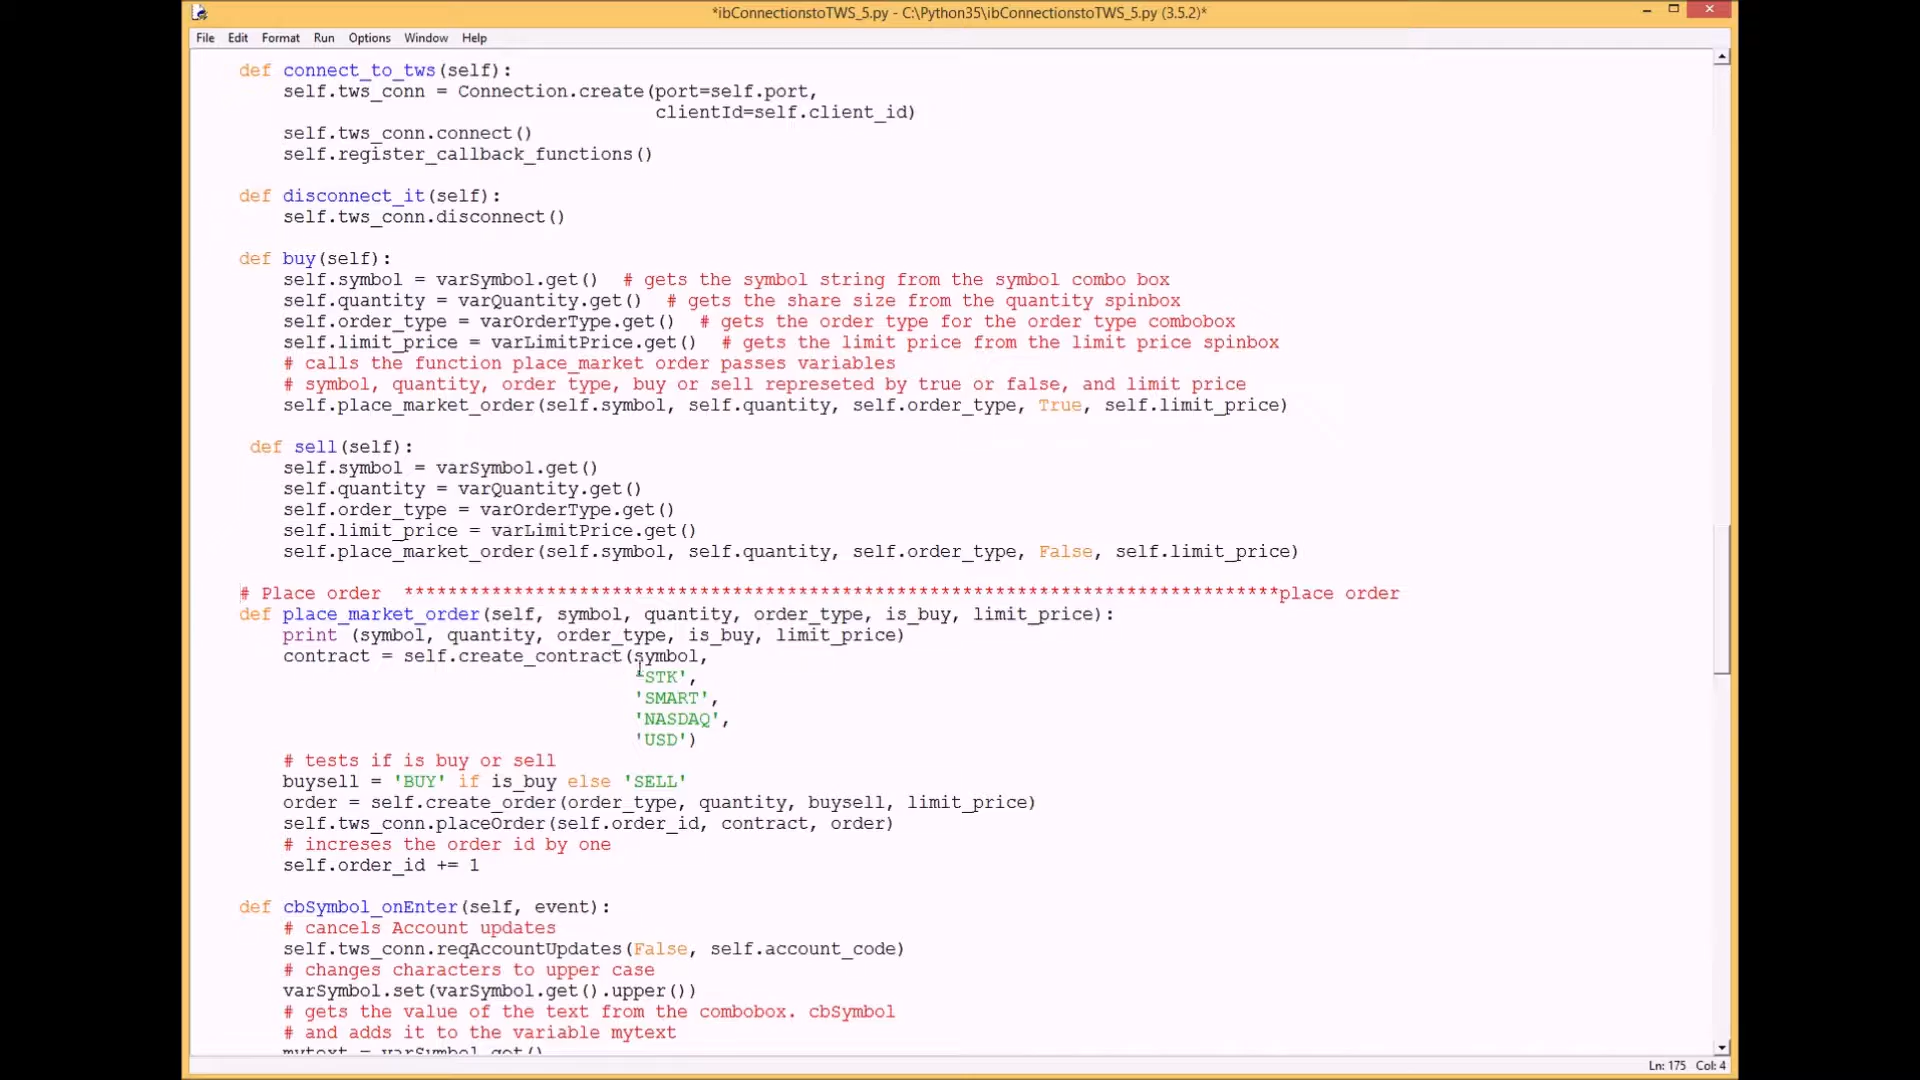 *ibConnectionstoTWS_5.py - C:\Python35\ibConnectionstoTWS_5.py (3.5.2)*
File Edit Format Run Options Window Help
def connect_to_tws(self):
self.tws_conn = Connection.create(port=self.port,
clientId=self.client_id)
self.tws_conn.connect()
self.register_callback_functions()
def disconnect_it(self):
self.tws_conn.disconnect()
def buy(self):
self.symbol = varSymbol.get()  # gets the symbol string from the symbol combo box
self.quantity = varQuantity.get()  # gets the share size from the quantity spinbox
self.order_type = varOrderType.get()  # gets the order type for the order type combobox
self.limit_price = varLimitPrice.get()  # gets the limit price from the limit price spinbox
# calls the function place_market order passes variables
# symbol, quantity, order type, buy or sell represeted by true or false, and limit price
self.place_market_order(self.symbol, self.quantity, self.order_type, True, self.limit_price)
def sell(self):
self.symbol = varSymbol.get()
self.quantity = varQuantity.get()
self.order_type = varOrderType.get()
self.limit_price = varLimitPrice.get()
self.place_market_order(self.symbol, self.quantity, self.order_type, False, self.limit_price)
# Place order  ********************************************************************************place order
def place_market_order(self, symbol, quantity, order_type, is_buy, limit_price):
print (symbol, quantity, order_type, is_buy, limit_price)
contract = self.create_contract(symbol,
'STK',
'SMART',
'NASDAQ',
'USD')
# tests if is buy or sell
buysell = 'BUY' if is_buy else 'SELL'
order = self.create_order(order_type, quantity, buysell, limit_price)
self.tws_conn.placeOrder(self.order_id, contract, order)
# increses the order id by one
self.order_id += 1
def cbSymbol_onEnter(self, event):
# cancels Account updates
self.tws_conn.reqAccountUpdates(False, self.account_code)
# changes characters to upper case
varSymbol.set(varSymbol.get().upper())
# gets the value of the text from the combobox. cbSymbol
# and adds it to the variable mytext
mytext = varSymbol.get()
Ln: 175 Col: 4